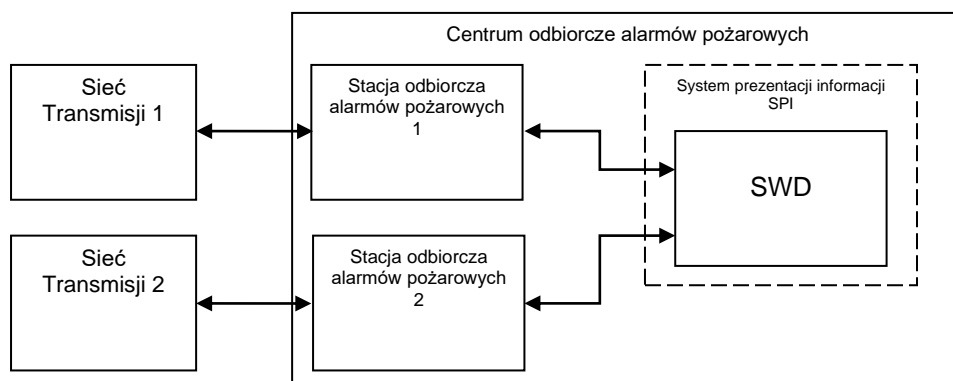 Centrum odbiorcze alarmów pożarowych
Sieć
Transmisji 1
Stacja odbiorcza
alarmów pożarowych
1
System prezentacji informacji
SPI
SWD
Sieć
Transmisji 2
Stacja odbiorcza
alarmów pożarowych
2